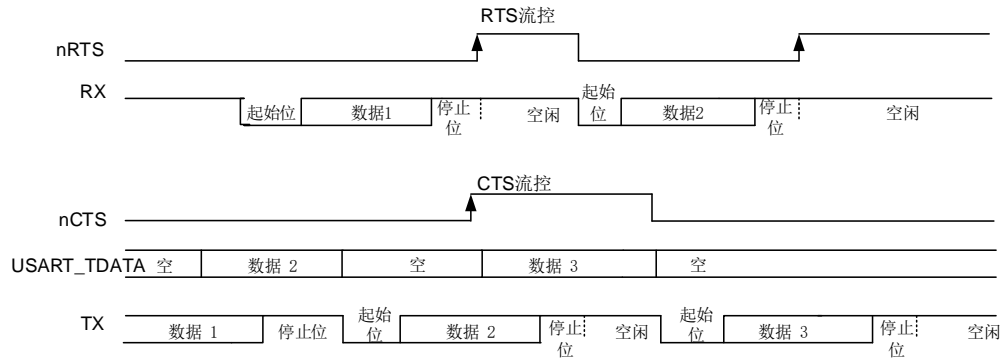 RTS流控
nRTS
RX
起始位
数据1
停止
位
空闲
起始
位
数据2
停止
位
空闲
CTS流控
nCTS
USART_TDATA 空 数据 2 空 数据 3 空
TX
数据 1
停止位
起始
位
数据 2
停止
位
空闲
起始
位
数据 3
停止
位
空闲